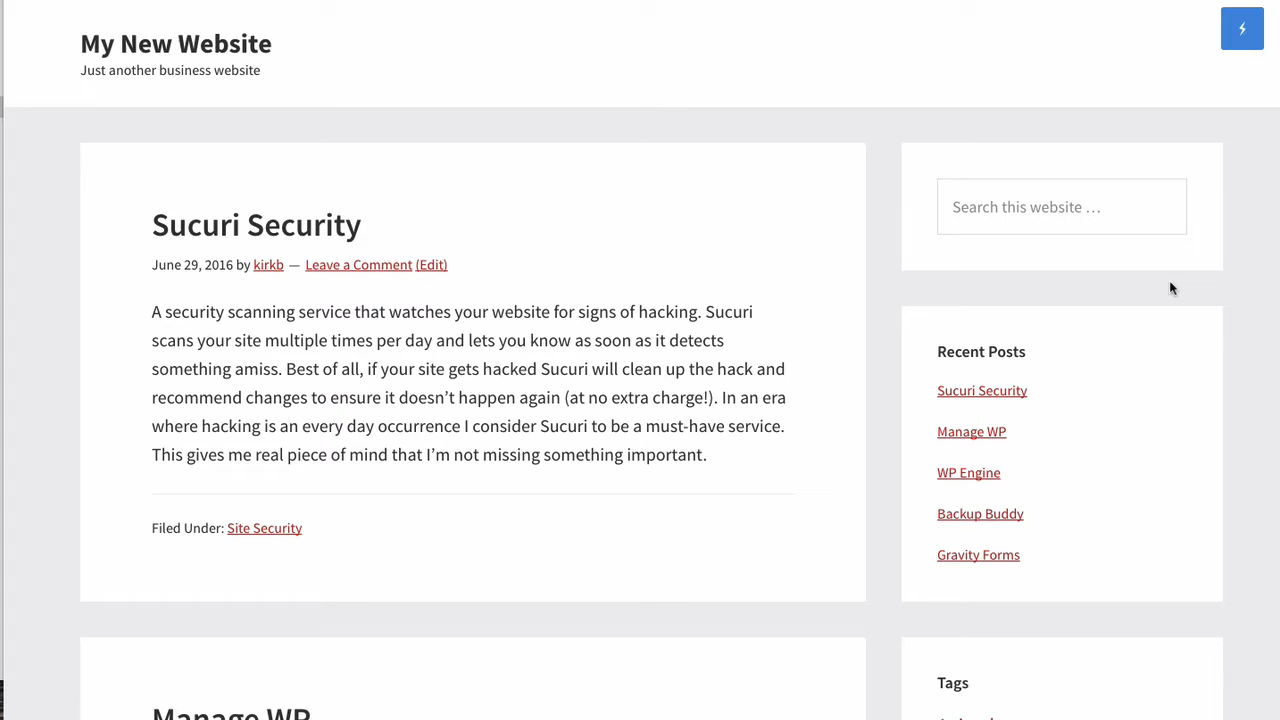 My New Website
Just another business website
Sucuri Security
June 29, 2016 by kirkb — Leave a Comment (Edit)
A security scanning service that watches your website for signs of hacking. Sucuri
scans your site multiple times per day and lets you know as soon as it detects
something amiss. Best of all, if your site gets hacked Sucuri will clean up the hack and
recommend changes to ensure it doesn’t happen again (at no extra charge!). In an era
where hacking is an every day occurrence I consider Sucuri to be a must-have service.
This gives me real piece of mind that I’m not missing something important.
Filed Under: Site Security
Manage WP
Search this website …
Recent Posts
Sucuri Security
Manage WP
WP Engine
Backup Buddy
Gravity Forms
Tags